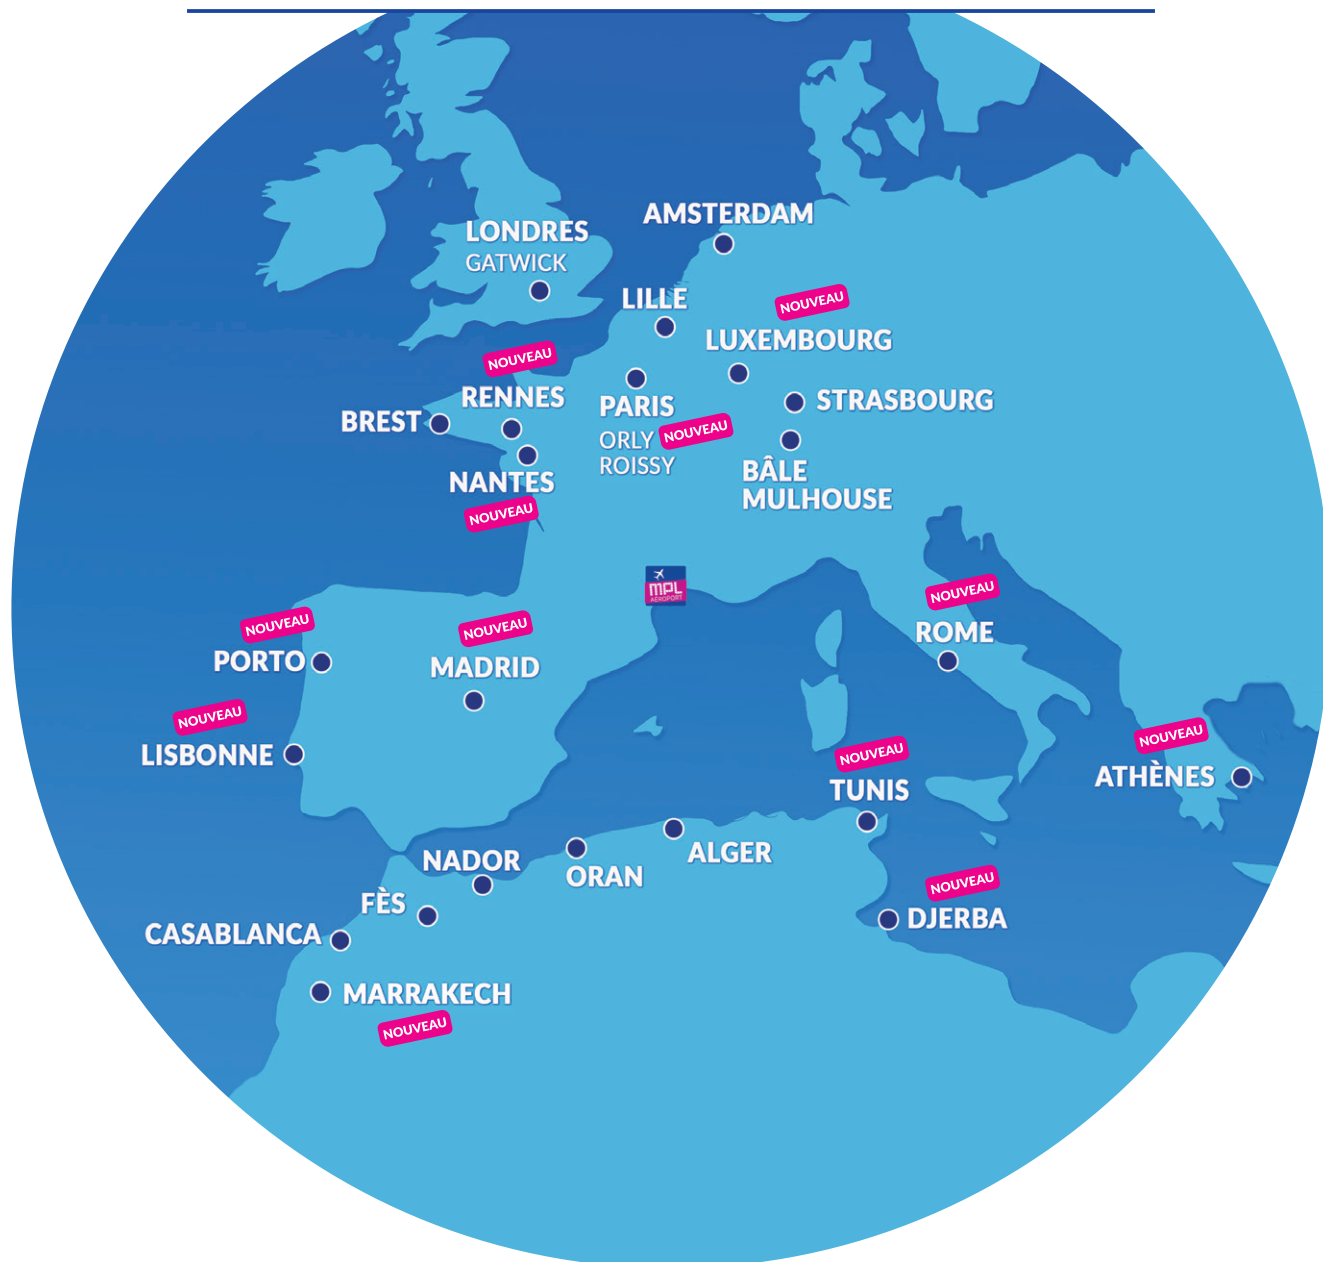 AMSTERDAM
LONDRES
GATWICK
LILLE
NOUVEAU
LUXEMBOURG
NOUVEAU
RENNES
BREST
PARIS
ORLY NOUVEAU
ROISSY
STRASBOURG
BÂLE
MULHOUSE
NANTES
NOUVEAU
MPL
AÉROPORT
NOUVEAU
ROME
NOUVEAU
PORTO
NOUVEAU
MADRID
NOUVEAU
LISBONNE
NOUVEAU
TUNIS
NOUVEAU
ATHÈNES
NADOR
ORAN
ALGER
FÈS
CASABLANCA
NOUVEAU
DJERBA
MARRAKECH
NOUVEAU